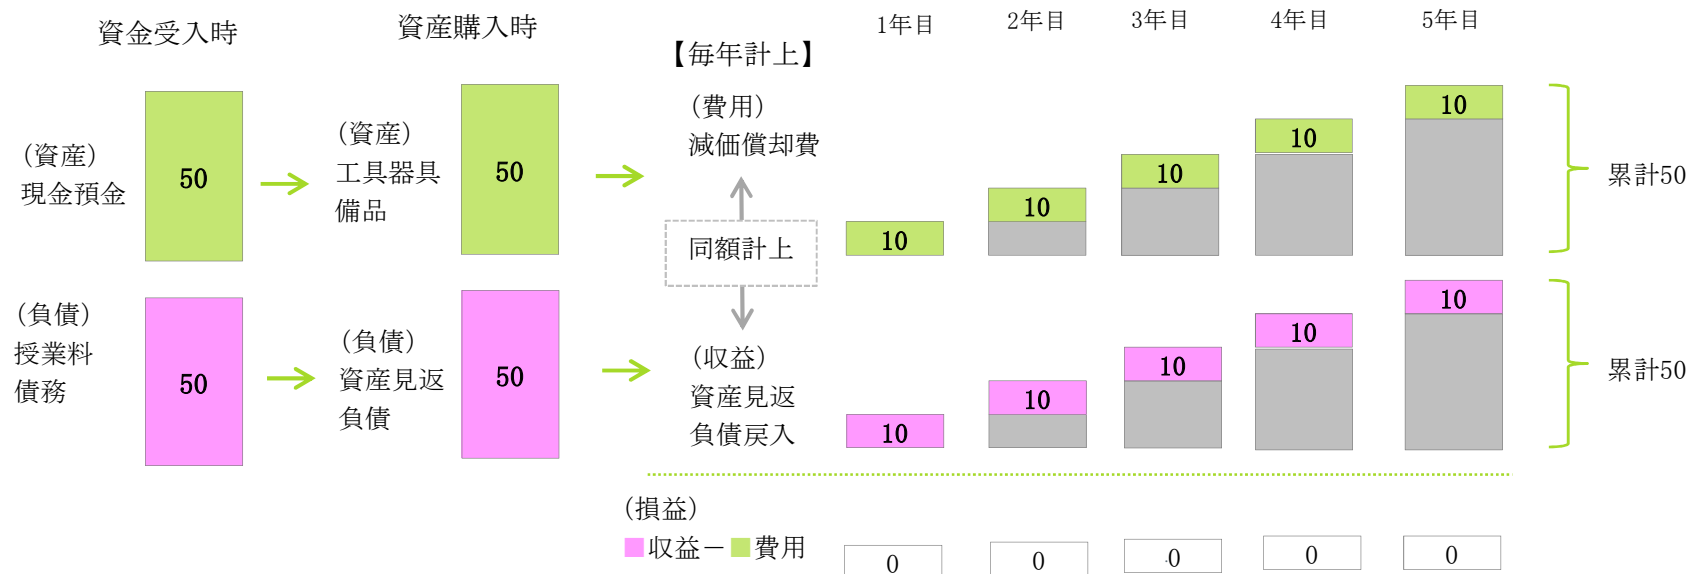 資金受入時
資産購入時
【毎年計上】
1年目
2年目
3年目
4年目
5年目
(資産)
現金預金
50
(資産)
工具器具
備品
50
(費用)
減価償却費
10
10
10
10
10
累計50
同額計上
(負債)
授業料
債務
50
(負債)
資産見返
負債
50
(収益)
資産見返
負債戻入
10
10
10
10
10
累計50
(損益)
収益－費用
0
0
0
0
0